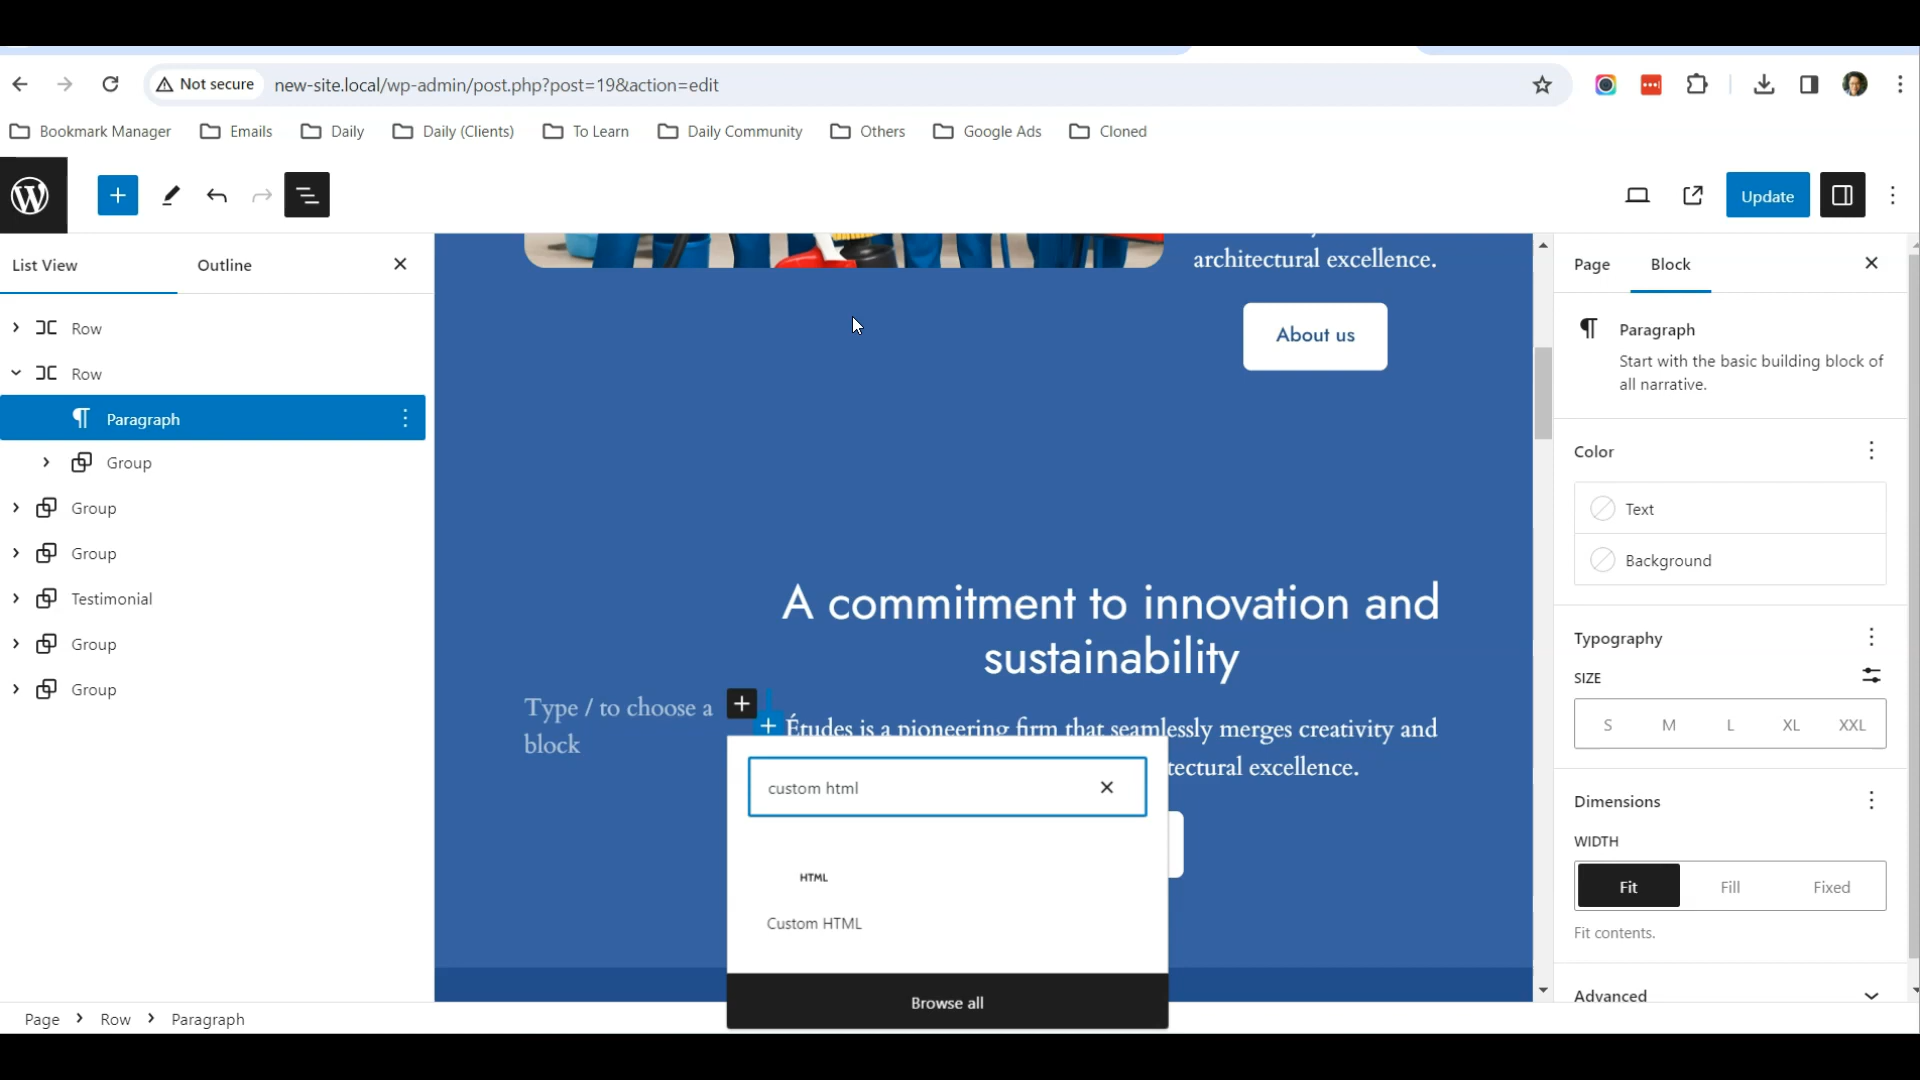 Not secure
new-site.local/wp-admin/post.php?post=19&action=edit
Bookmark Manager
Emails
Daily
Daily (Clients)
To Learn
Daily Community
Others
Google Ads
Cloned
Update
List View
Outline
Row
Row
Paragraph
Group
Group
Group
Testimonial
Group
Group
architectural excellence.
About us
A commitment to innovation and
sustainability
Type / to choose a
block
Études is a pioneering firm that seamlessly merges creativity and
tectural excellence.
custom html
HTML
Custom HTML
Browse all
Page
Block
Paragraph
Start with the basic building block of
all narrative.
Color
Text
Background
Typography
SIZE
S M L XL XXL
Dimensions
WIDTH
Fit Fill Fixed
Fit contents.
Advanced
Page > Row > Paragraph